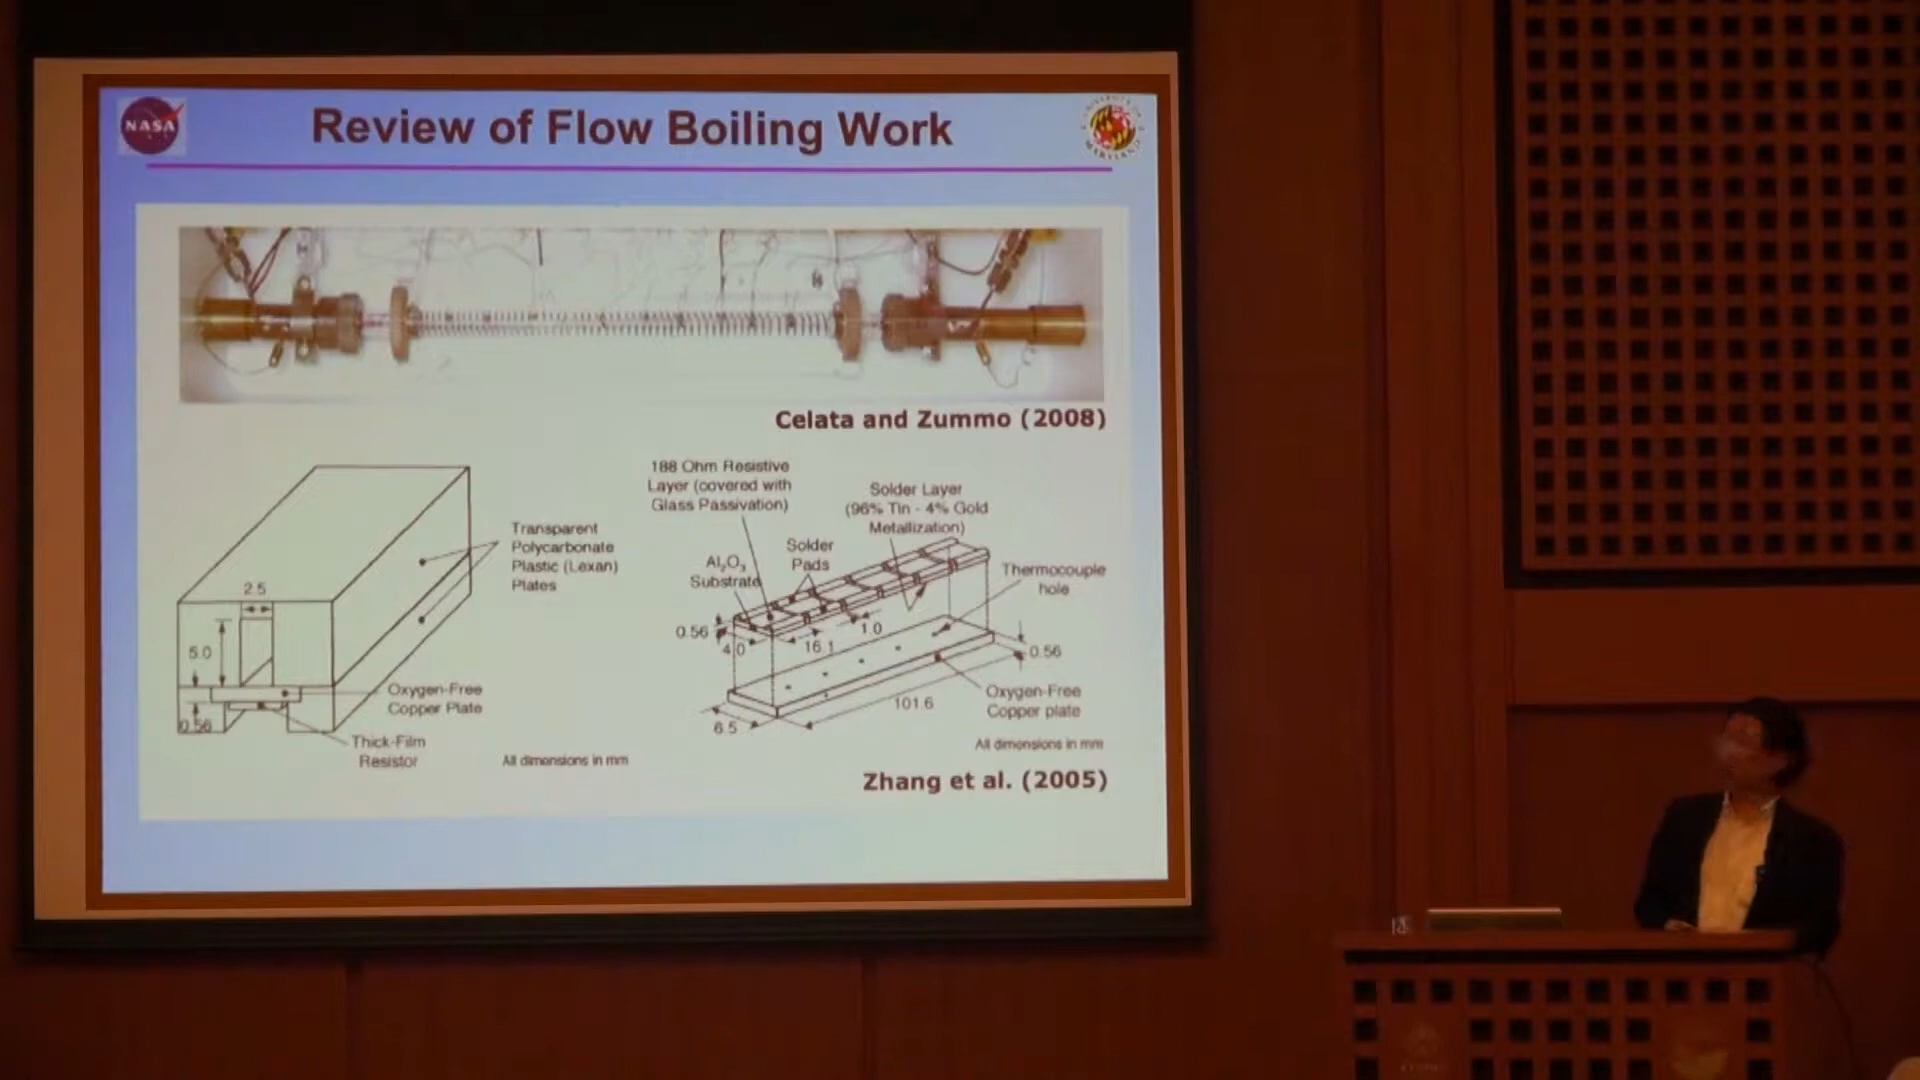 NASA
Review of Flow Boiling Work
MARYLAND
Celata and Zummo (2008)
188 Ohm Resistive
Layer (covered with
Glass Passivation)
Solder Layer
(96% Tin - 4% Gold
Metallization)
Transparent
Polycarbonate
Plastic (Lexan)
Plates
Solder
Pads
Al₂O₃
Substrate
Thermocouple
hole
2.5
5.0
0.56
0.56
4.0
16.1
1.0
0.56
Oxygen-Free
Copper Plate
Oxygen-Free
Copper plate
101.6
6.5
Thick-Film
Resistor
All dimensions in mm
All dimensions in mm
Zhang et al. (2005)